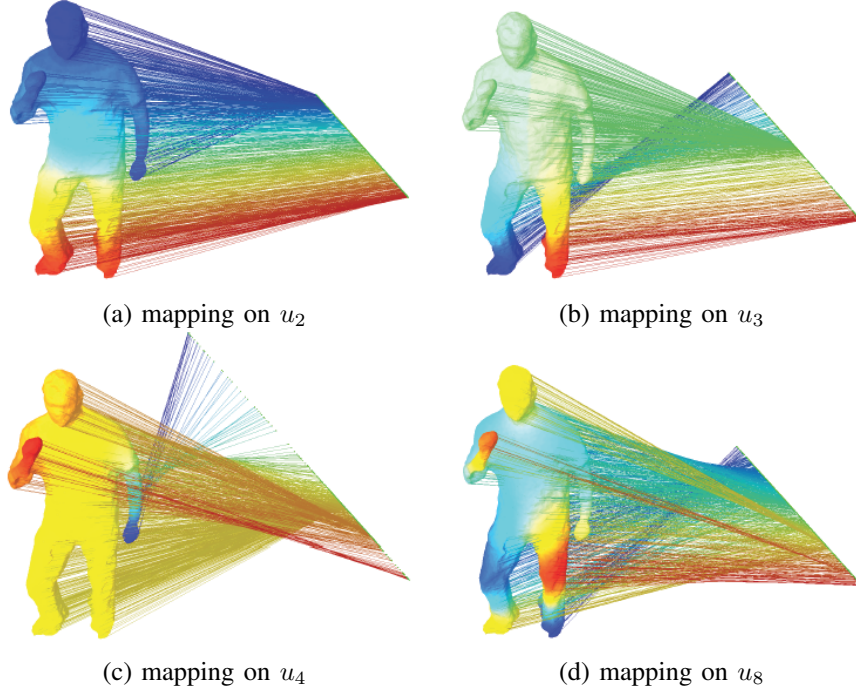 (a) mapping on u₂
(b) mapping on u₃
(c) mapping on u₄
(d) mapping on u₈